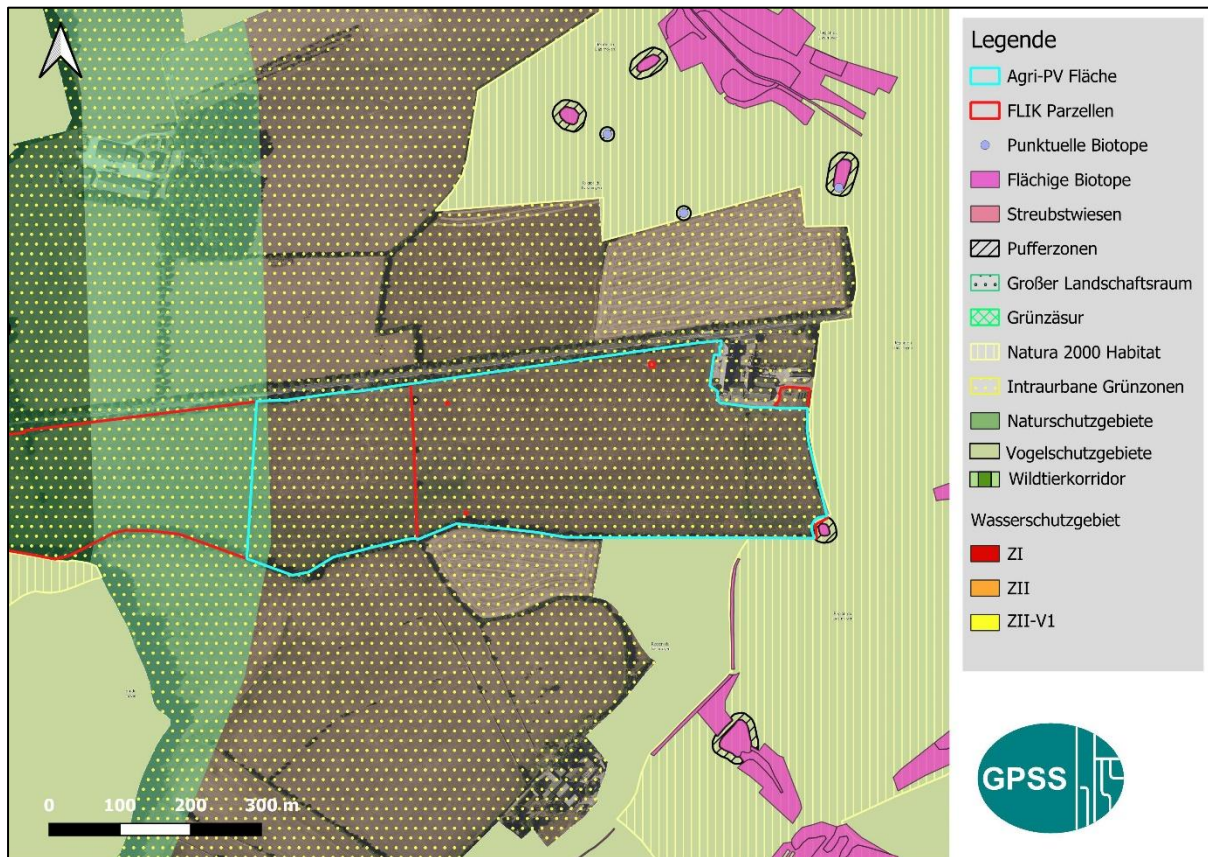 Legende
Agri-PV Fläche
FLIK Parzellen
Punktuelle Biotope
Flächige Biotope
Streubstwiesen
Pufferzonen
Großer Landschaftsraum
Grünzäsur
Natura 2000 Habitat
Intraurbane Grünzonen
Naturschutzgebiete
Vogelschutzgebiete
Wildtierkorridor
Wasserschutzgebiet
ZI
ZII
ZII-V1
0 100 200 300 m
GPSS